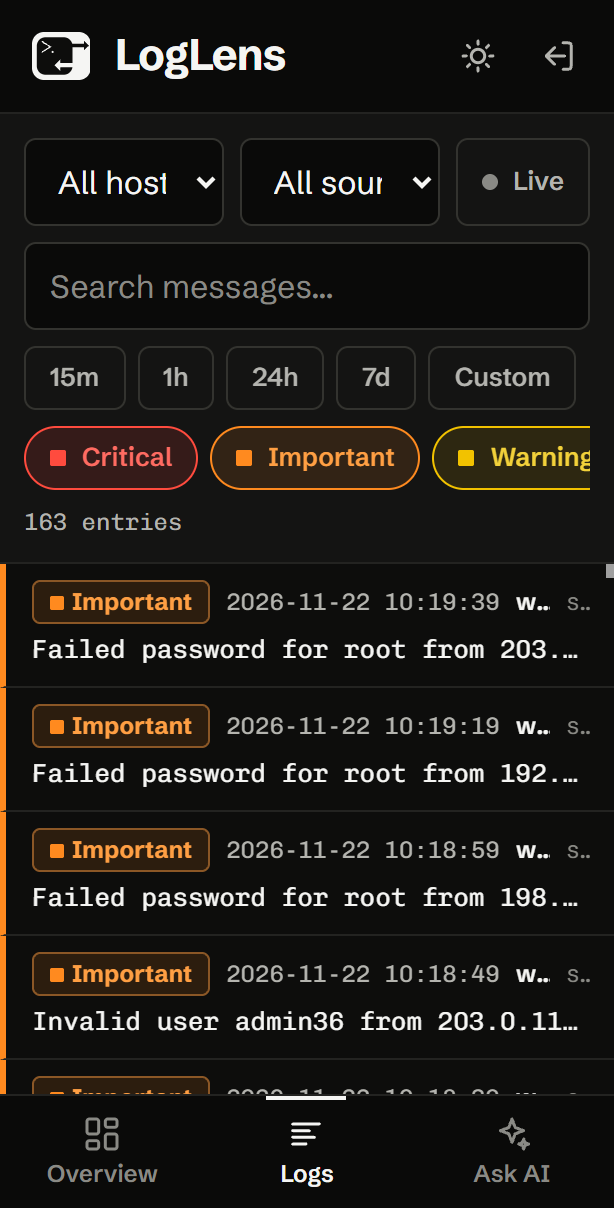 LogLens
All host
All sour
Live
Search messages…
15m 1h 24h 7d Custom
Critical Important Warning
163 entries
Important 2026-11-22 10:19:39 w… s…
Failed password for root from 203.…
Important 2026-11-22 10:19:19 w… s…
Failed password for root from 192.…
Important 2026-11-22 10:18:59 w… s…
Failed password for root from 198.…
Important 2026-11-22 10:18:49 w… s…
Invalid user admin36 from 203.0.11…
Important
Overview Logs Ask AI